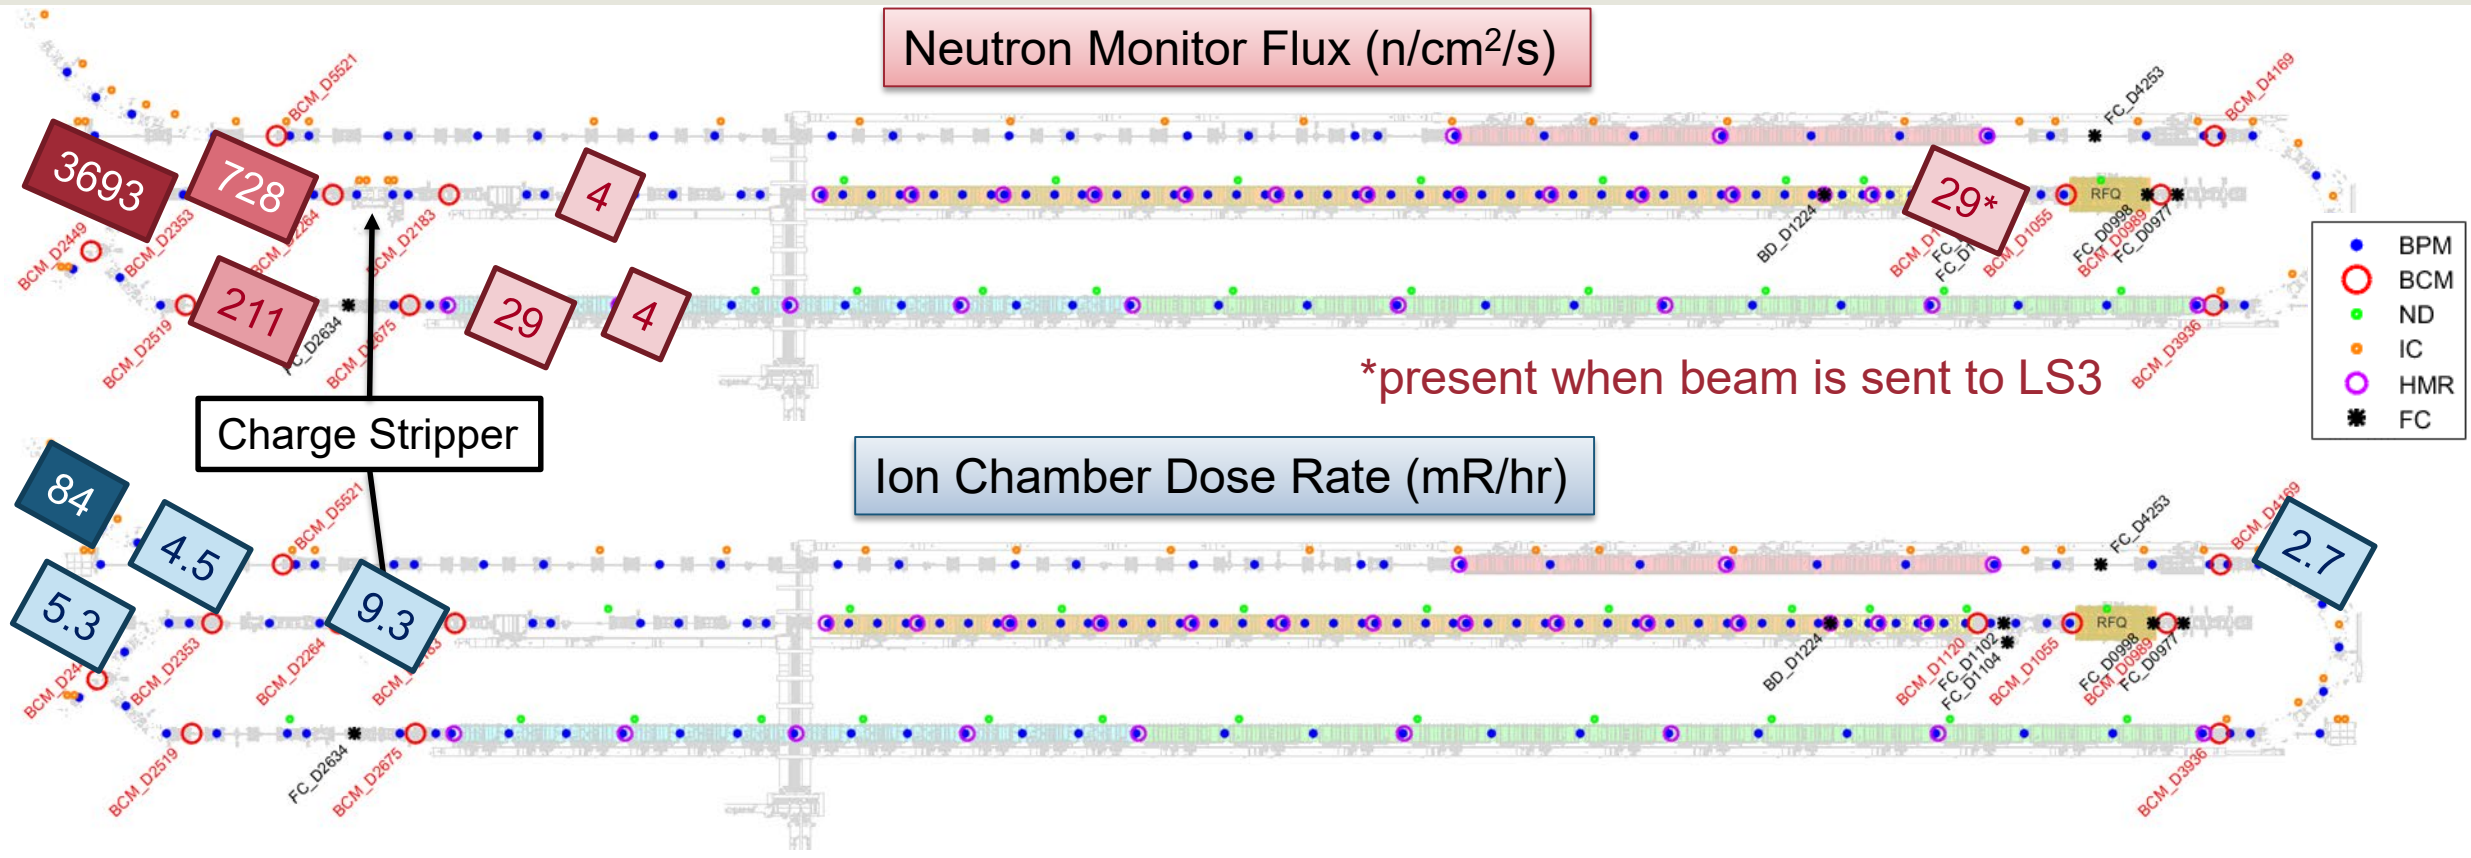 Neutron Monitor Flux (n/cm²/s)
BCM_D5521
FC_D4253
BCM_D4169
3693
728
4
29*
RFQ
BCM_D2449
BCM_D2353
BCM_D2264
BCM_D2183
BD_D1224
BCM_D1055
FC_D0998
BCM_D0989
FC_D0977
211
29
4
BCM_D2519
FC_D2634
BCM_D2675
BCM_D3936
BPM
BCM
ND
IC
HMR
FC
*present when beam is sent to LS3
Charge Stripper
Ion Chamber Dose Rate (mR/hr)
84
4.5
BCM_D5521
FC_D4253
BCM_D4169
2.7
5.3
9.3
RFQ
BCM_D2353
BCM_D2264
BD_D1224
BCM_D1120
FC_D1102
FC_D1104
BCM_D1055
FC_D0998
BCM_D0989
FC_D0977
BCM_D2519
FC_D2634
BCM_D2675
BCM_D3936